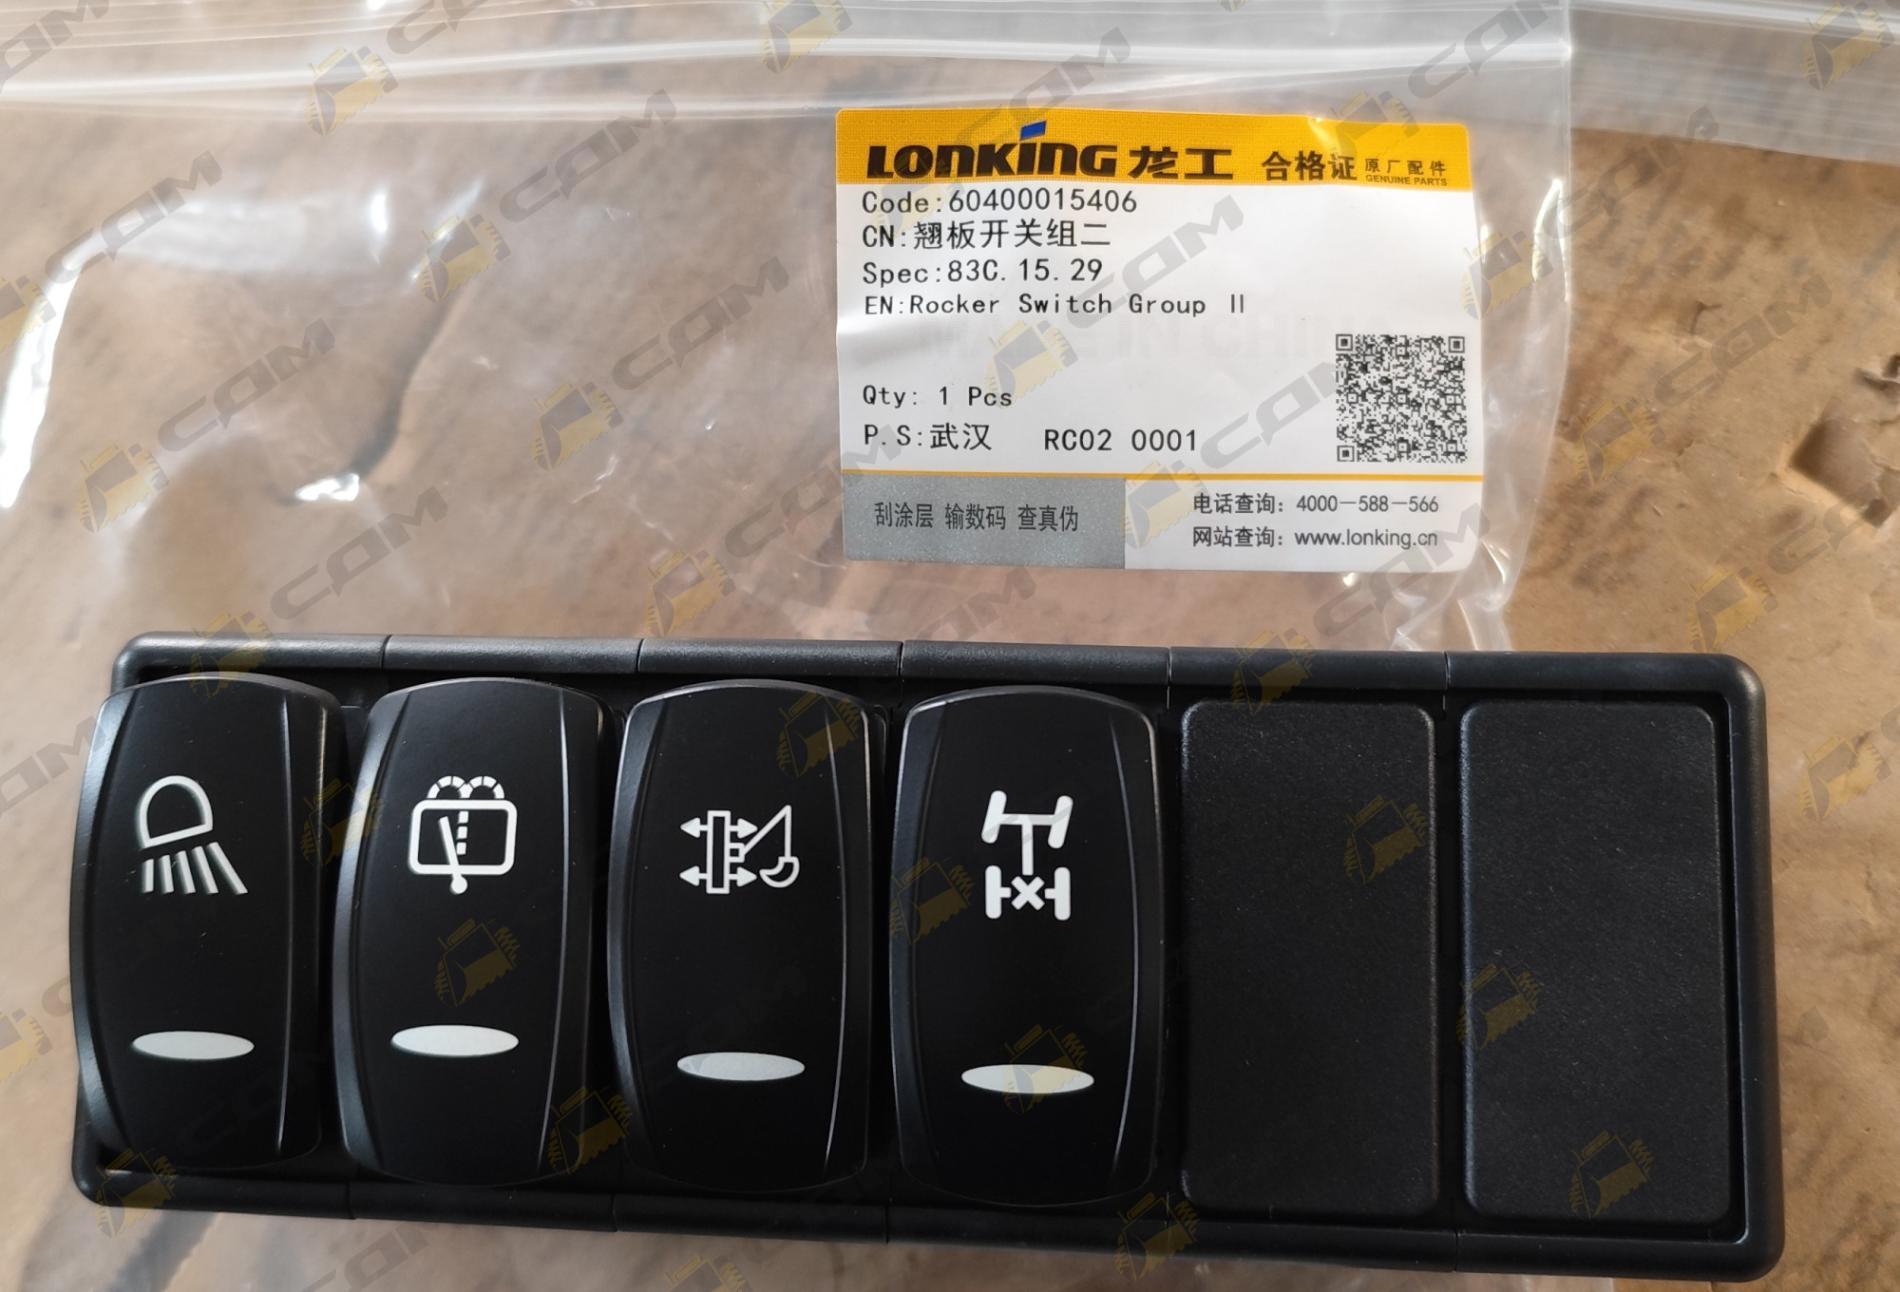 LONKING 龙工 合格证 原厂配件
GENUINE PARTS
Code:60400015406
CN:翘板开关组二
Spec:83C.15.29
EN:Rocker Switch Group Ⅱ
MADE IN CHINA
Qty: 1 Pcs
P.S:武汉 RC02 0001
刮涂层 输数码 查真伪
电话查询：4000-588-566
网站查询：www.lonking.cn